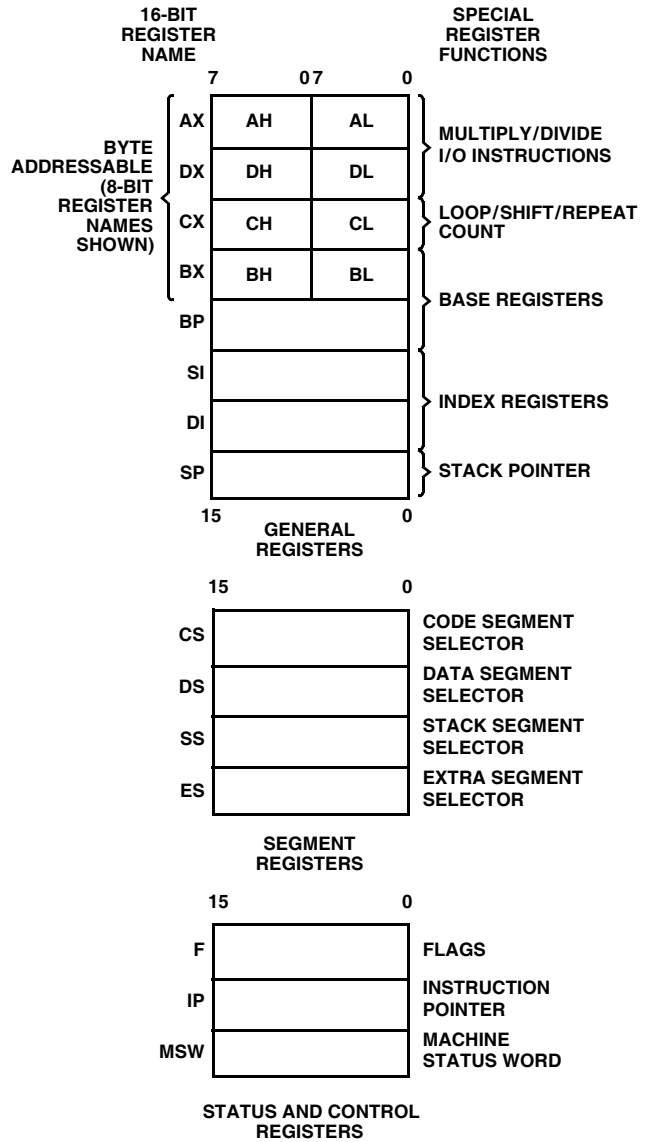 16-BIT
REGISTER
NAME
SPECIAL
REGISTER
FUNCTIONS
7 0 7 0
BYTE
ADDRESSABLE
(8-BIT
REGISTER
NAMES
SHOWN)
AX AH AL
DX DH DL
CX CH CL
BX BH BL
BP
SI
DI
SP
MULTIPLY/DIVIDE
I/O INSTRUCTIONS
LOOP/SHIFT/REPEAT
COUNT
BASE REGISTERS
INDEX REGISTERS
STACK POINTER
15 0
GENERAL
REGISTERS
15 0
CS
CODE SEGMENT
SELECTOR
DS
DATA SEGMENT
SELECTOR
SS
STACK SEGMENT
SELECTOR
ES
EXTRA SEGMENT
SELECTOR
SEGMENT
REGISTERS
15 0
F FLAGS
IP
INSTRUCTION
POINTER
MSW
MACHINE
STATUS WORD
STATUS AND CONTROL
REGISTERS